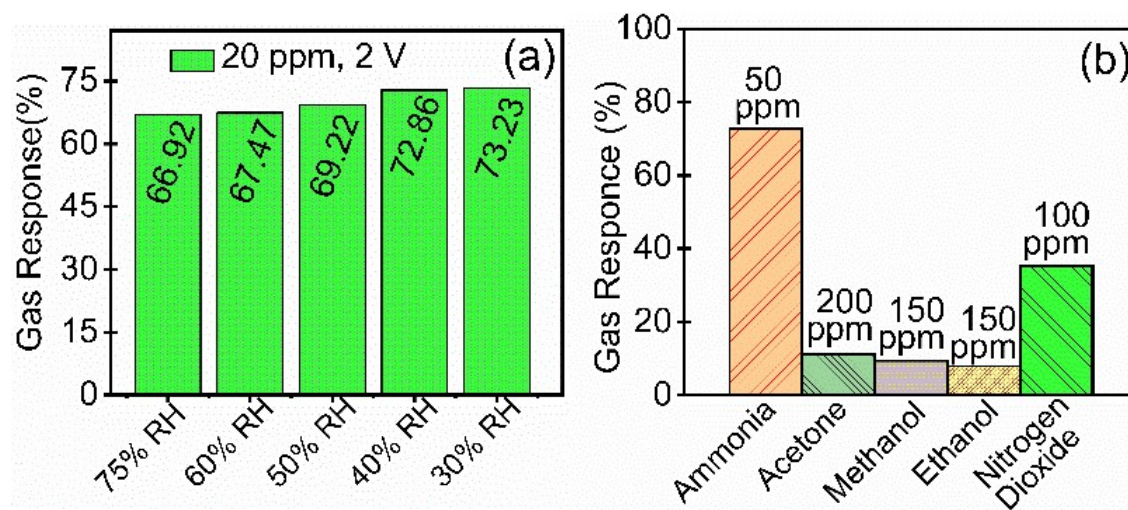 Gas Response(%)
75
60
45
30
15
0
20 ppm, 2 V
(a)
66.92
67.47
69.22
72.86
73.23
75% RH
60% RH
50% RH
40% RH
30% RH
Gas Responce (%)
100
80
60
40
20
0
(b)
50
ppm
200
ppm
150
ppm
150
ppm
100
ppm
Ammonia
Acetone
Methanol
Ethanol
Nitrogen
Dioxide